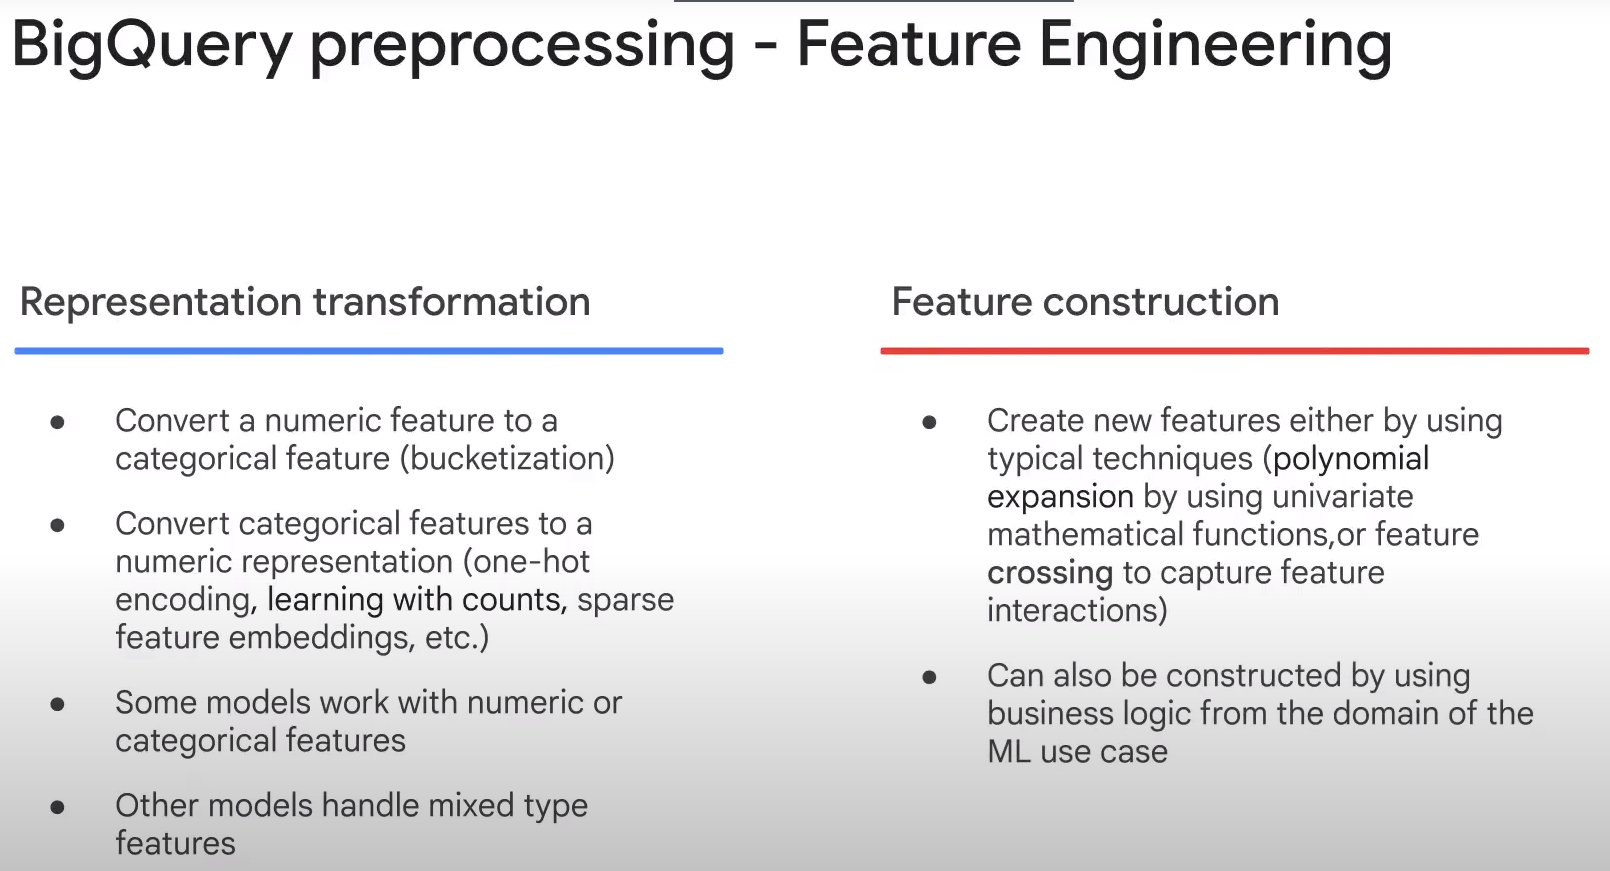 BigQuery preprocessing - Feature Engineering
Representation transformation
● Convert a numeric feature to a
categorical feature (bucketization)
● Convert categorical features to a
numeric representation (one-hot
encoding, learning with counts, sparse
feature embeddings, etc.)
● Some models work with numeric or
categorical features
● Other models handle mixed type
features
Feature construction
● Create new features either by using
typical techniques (polynomial
expansion by using univariate
mathematical functions,or feature
crossing to capture feature
interactions)
● Can also be constructed by using
business logic from the domain of the
ML use case